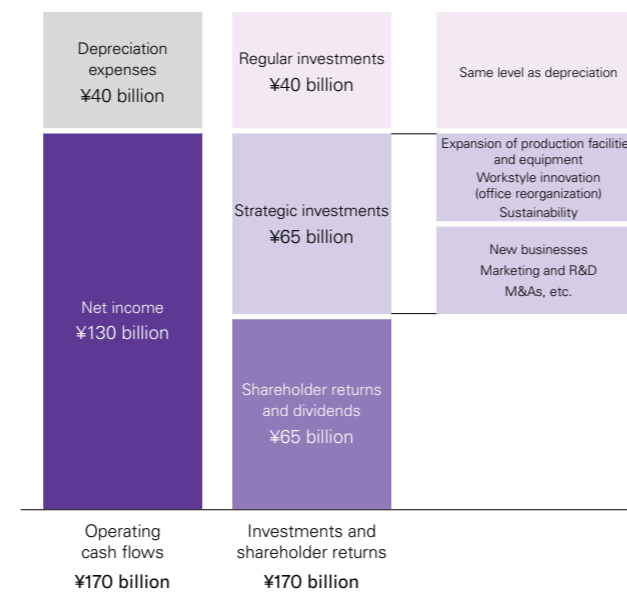 Depreciation
expenses
¥40 billion
Net income
¥130 billion
Operating
cash flows
¥170 billion
Regular investments
¥40 billion
Strategic investments
¥65 billion
Shareholder returns
and dividends
¥65 billion
Investments and
shareholder returns
¥170 billion
Same level as depreciation
Expansion of production facilitie
and equipment
Workstyle innovation
(office reorganization)
Sustainability
New businesses
Marketing and R&D
M&As, etc.